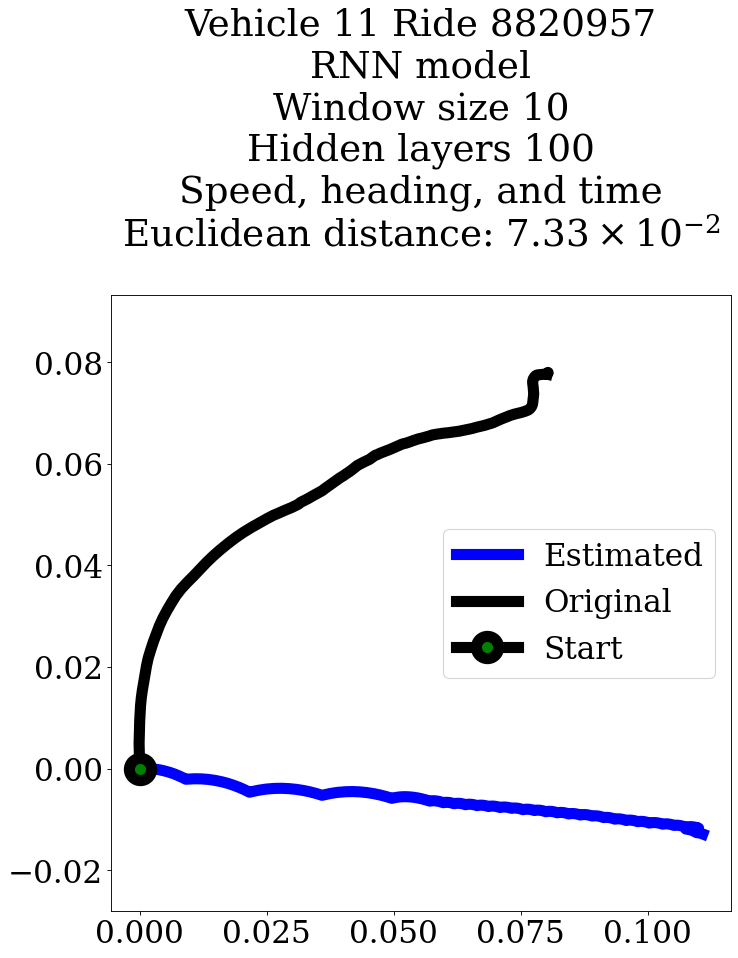 Vehicle 11 Ride 8820957
RNN model
Window size 10
Hidden layers 100
Speed, heading, and time
Euclidean distance: 7.33 × 10⁻²
0.08
0.06
0.04
0.02
0.00
−0.02
Estimated
Original
Start
0.000 0.025 0.050 0.075 0.100